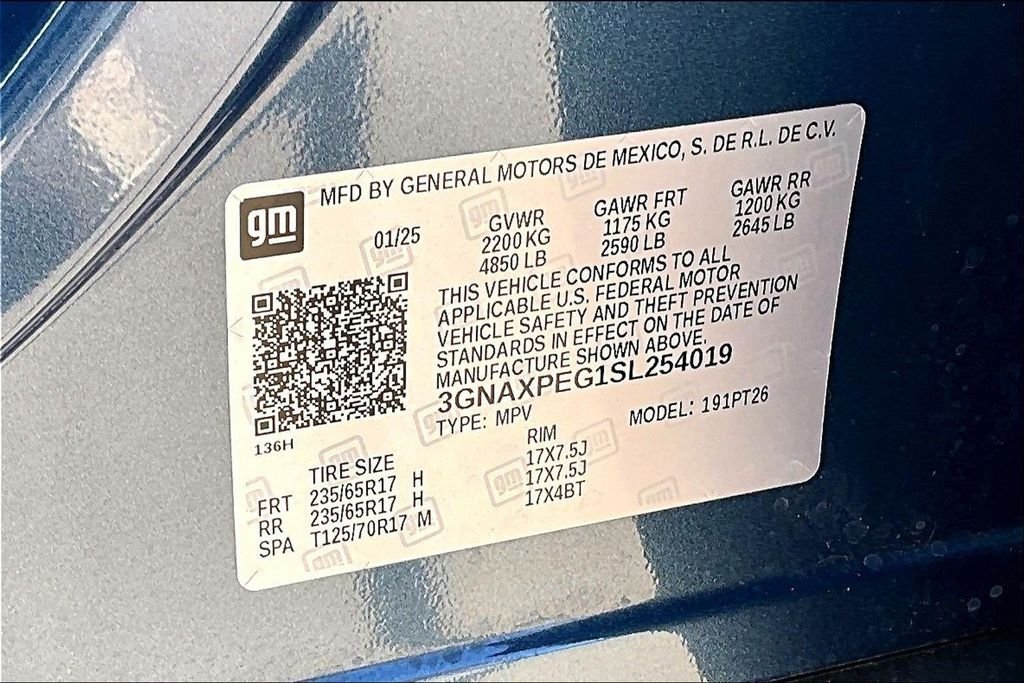 gm
MFD BY GENERAL MOTORS DE MEXICO, S. DE R.L. DE C.V.
01/25
GVWR
2200 KG
4850 LB
GAWR FRT
1175 KG
2590 LB
GAWR RR
1200 KG
2645 LB
THIS VEHICLE CONFORMS TO ALL
APPLICABLE U.S. FEDERAL MOTOR
VEHICLE SAFETY AND THEFT PREVENTION
STANDARDS IN EFFECT ON THE DATE OF
MANUFACTURE SHOWN ABOVE.
3GNAXPEG1SL254019
TYPE: MPV
MODEL: 191PT26
136H
TIRE SIZE RIM
FRT 235/65R17 H 17X7.5J
RR 235/65R17 H 17X7.5J
SPA T125/70R17 M 17X4BT